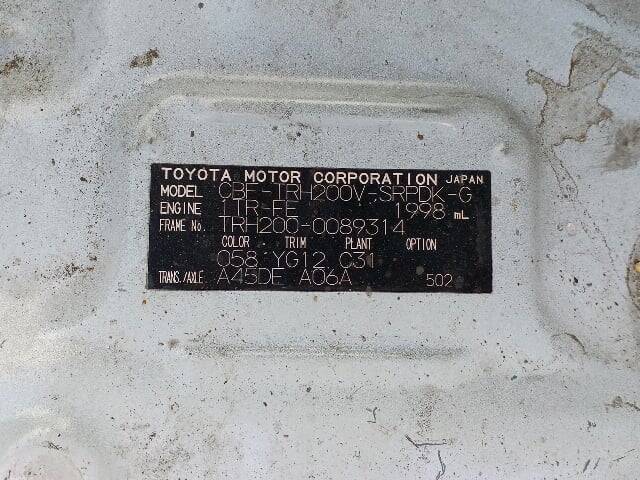 TOYOTA MOTOR CORPORATION JAPAN
MODEL CBF-TRH200V-SRPDK-G
ENGINE 1TR-FE 1998 mL
FRAME No. TRH200-0089314
COLOR TRIM PLANT OPTION
058 YG12 C31
TRANS./AXLE A45DE A06A 502